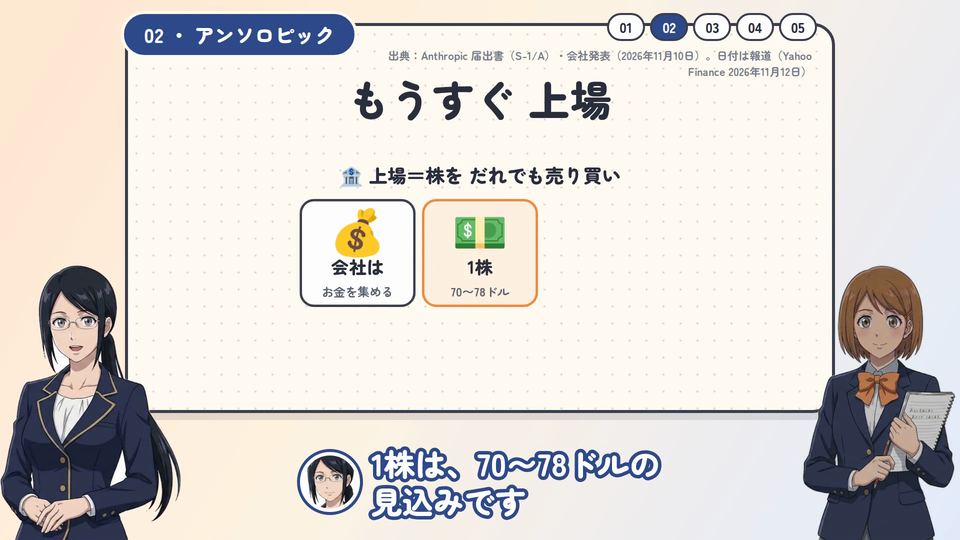 02 ・ アンソロピック
01 02 03 04 05
出典：Anthropic 届出書（S-1/A）・会社発表（2026年11月10日）。日付は報道（Yahoo
Finance 2026年11月12日）
もうすぐ 上場
上場＝株を だれでも売り買い
会社は
お金を集める
1株
70〜78ドル
1株は、70〜78ドルの
見込みです